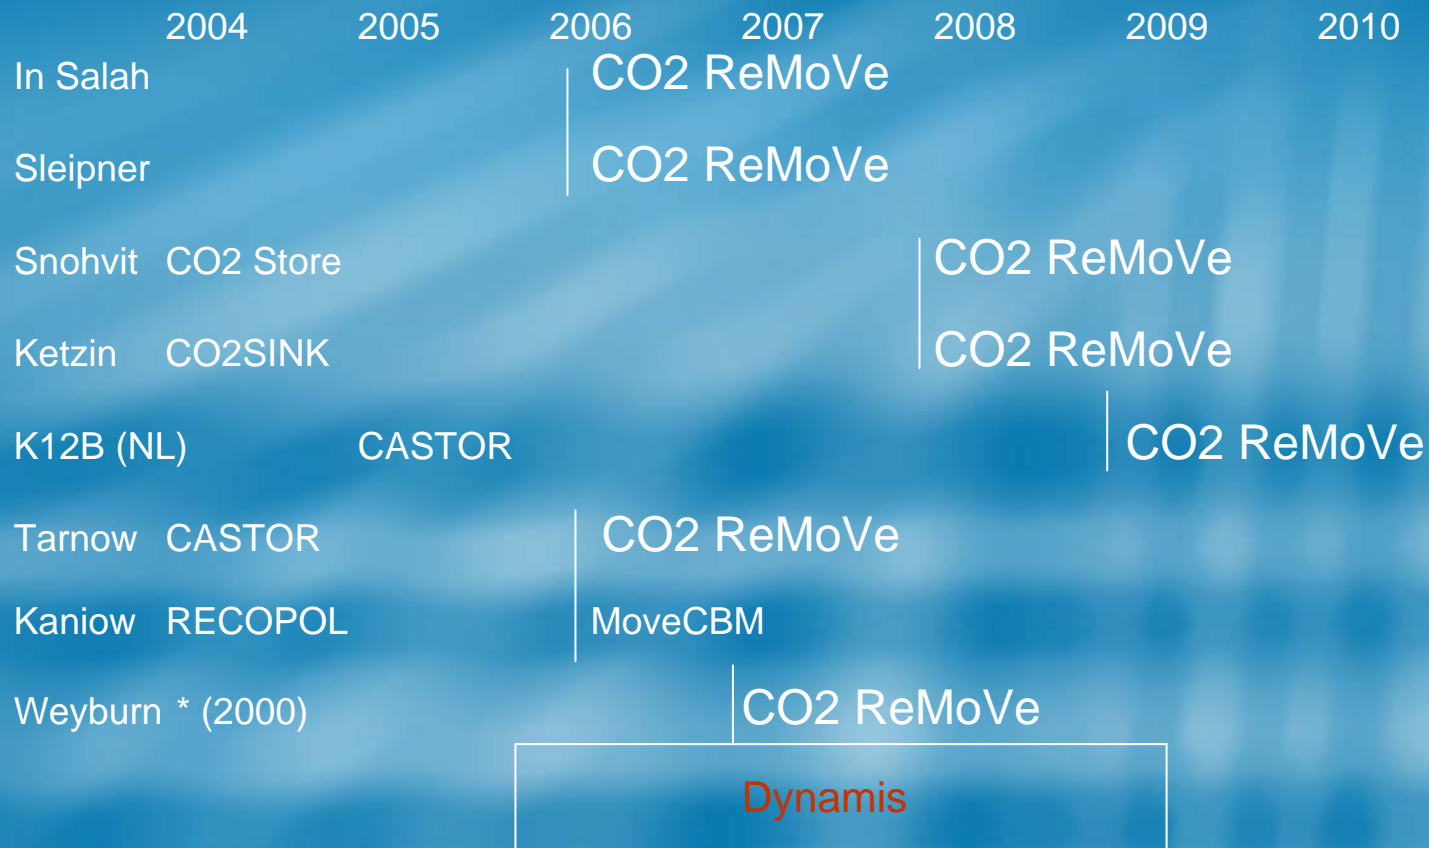 2004 2005 2006 2007 2008 2009 2010
In Salah CO2 ReMoVe
Sleipner CO2 ReMoVe
Snohvit CO2 Store CO2 ReMoVe
Ketzin CO2SINK CO2 ReMoVe
K12B (NL) CASTOR CO2 ReMoVe
Tarnow CASTOR CO2 ReMoVe
Kaniow RECOPOL MoveCBM
Weyburn * (2000) CO2 ReMoVe
Dynamis